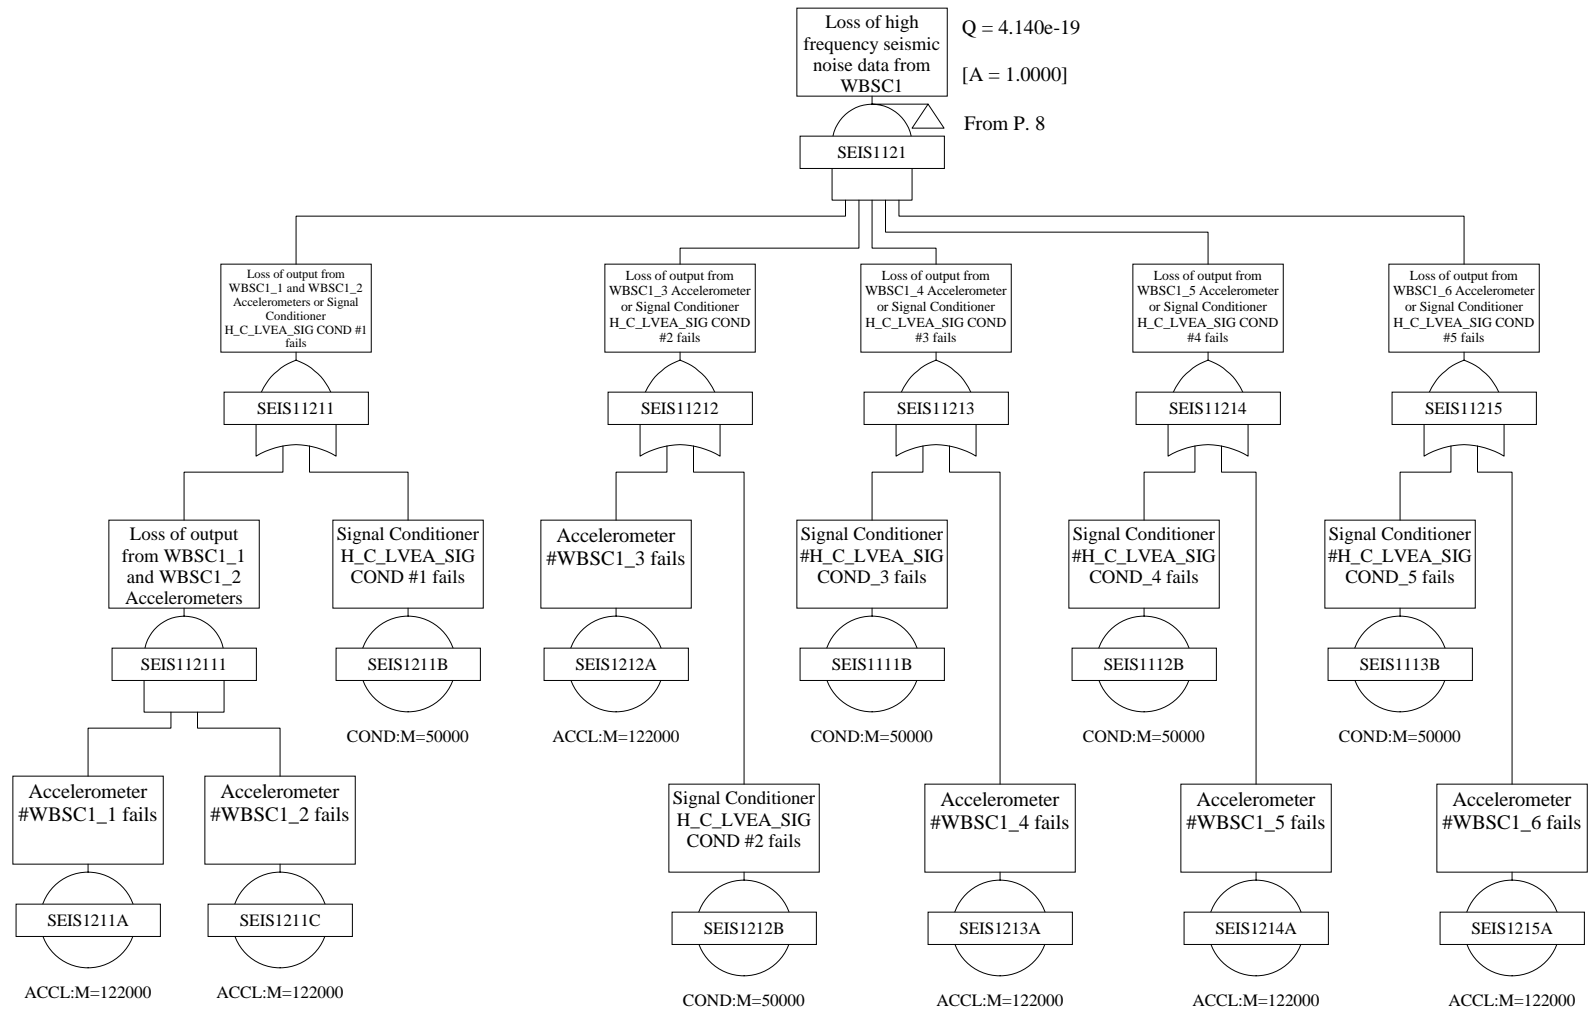 Loss of high
frequency seismic
noise data from
WBSC1
Q = 4.140e-19
[A = 1.0000]
From P. 8
SEIS1121
Loss of output from
WBSC1_1 and WBSC1_2
Accelerometers or Signal
Conditioner
H_C_LVEA_SIG COND #1
fails
SEIS11211
Loss of output from
WBSC1_3 Accelerometer
or Signal Conditioner
H_C_LVEA_SIG COND
#2 fails
SEIS11212
Loss of output from
WBSC1_4 Accelerometer
or Signal Conditioner
H_C_LVEA_SIG COND
#3 fails
SEIS11213
Loss of output from
WBSC1_5 Accelerometer
or Signal Conditioner
H_C_LVEA_SIG COND
#4 fails
SEIS11214
Loss of output from
WBSC1_6 Accelerometer
or Signal Conditioner
H_C_LVEA_SIG COND
#5 fails
SEIS11215
Loss of output
from WBSC1_1
and WBSC1_2
Accelerometers
SEIS112111
Signal Conditioner
H_C_LVEA_SIG
COND #1 fails
SEIS1211B
COND:M=50000
Accelerometer
#WBSC1_3 fails
SEIS1212A
ACCL:M=122000
Signal Conditioner
#H_C_LVEA_SIG
COND_3 fails
SEIS1111B
COND:M=50000
Signal Conditioner
#H_C_LVEA_SIG
COND_4 fails
SEIS1112B
COND:M=50000
Signal Conditioner
#H_C_LVEA_SIG
COND_5 fails
SEIS1113B
COND:M=50000
Accelerometer
#WBSC1_1 fails
SEIS1211A
ACCL:M=122000
Accelerometer
#WBSC1_2 fails
SEIS1211C
ACCL:M=122000
Signal Conditioner
H_C_LVEA_SIG
COND #2 fails
SEIS1212B
COND:M=50000
Accelerometer
#WBSC1_4 fails
SEIS1213A
ACCL:M=122000
Accelerometer
#WBSC1_5 fails
SEIS1214A
ACCL:M=122000
Accelerometer
#WBSC1_6 fails
SEIS1215A
ACCL:M=122000